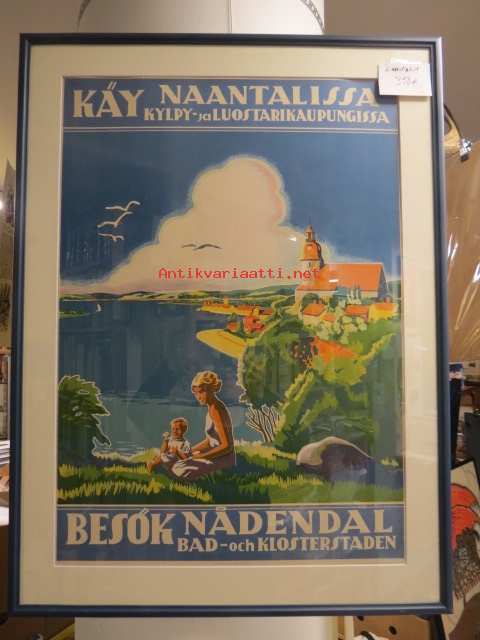 KÄY NAANTALISSA
KYLPY-ja LUOSTARIKAUPUNGISSA
Antikvariaatti.net
BESÖK NÅDENDAL
BAD-och KLOSTERSTADEN